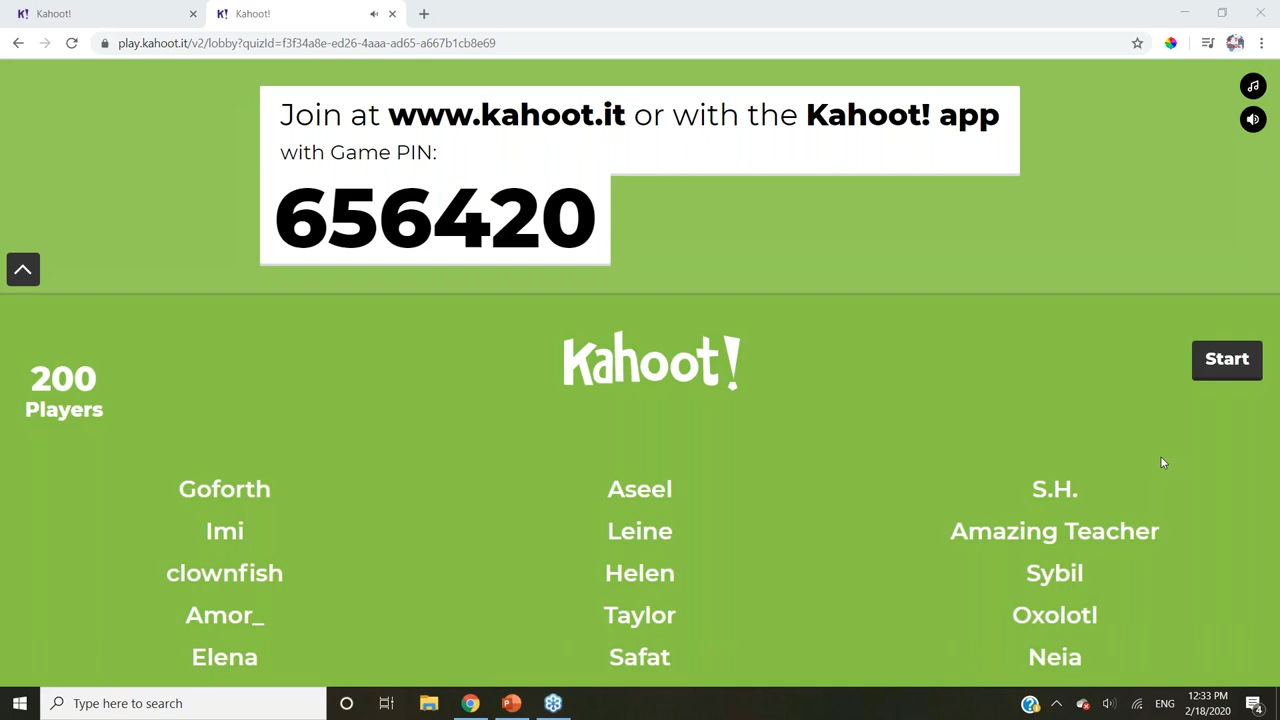 Kahoot!
Kahoot!
play.kahoot.it/v2/lobby?quizId=f3f34a8e-ed26-4aaa-ad65-a667b1cb8e69
Join at www.kahoot.it or with the Kahoot! app
with Game PIN:
656420
Kahoot!
Start
200
Players
Goforth Aseel S.H.
Imi Leine Amazing Teacher
clownfish Helen Sybil
Amor_ Taylor Oxolotl
Elena Safat Neia
Type here to search
ENG
12:33 PM
2/18/2020
4